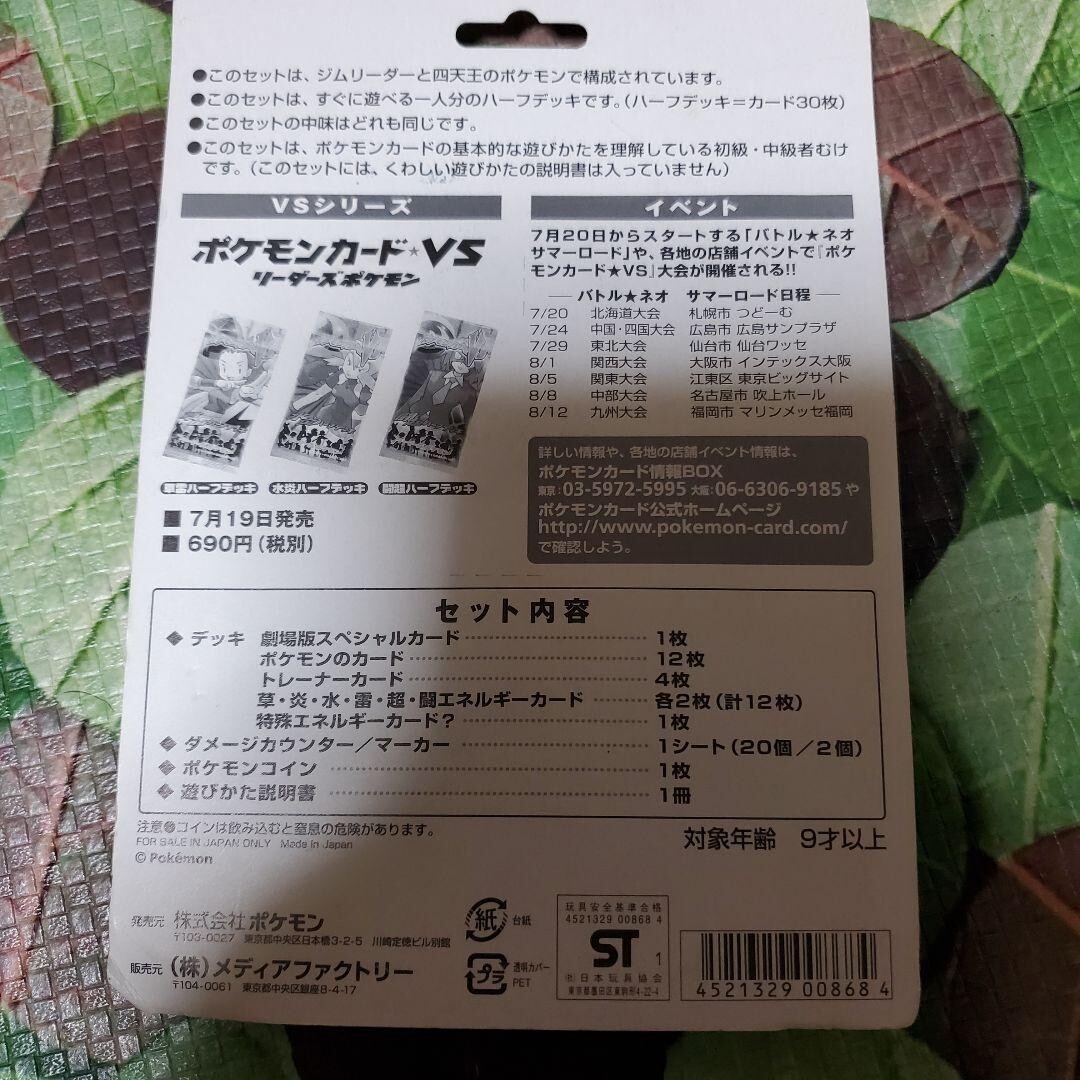 ●このセットは、ジムリーダーと四天王のポケモンで構成されています。
●このセットは、すぐに遊べる一人分のハーフデッキです。(ハーフデッキ=カード30枚)
●このセットの中味はどれも同じです。
●このセットは、ポケモンカードの基本的な遊びかたを理解している初級・中級者むけ
です。(このセットには、くわしい遊びかたの説明書は入っていません)
VSシリーズ
ポケモンカード★VS
リーダーズポケモン
草雷ハーフデッキ 水炎ハーフデッキ 闘超ハーフデッキ
■ 7月19日発売
■ 690円(税別)
イベント
7月20日からスタートする「バトル★ネオ
サマーロード」や、各地の店舗イベントで『ポケ
モンカード★VS』大会が開催される!!
バトル★ネオ サマーロード日程
7/20 北海道大会 札幌市 つどーむ
7/24 中国・四国大会 広島市 広島サンプラザ
7/29 東北大会 仙台市 仙台ワッセ
8/1 関西大会 大阪市 インテックス大阪
8/5 関東大会 江東区 東京ビッグサイト
8/8 中部大会 名古屋市 吹上ホール
8/12 九州大会 福岡市 マリンメッセ福岡
詳しい情報や、各地の店舗イベント情報は、
ポケモンカード情報BOX
東京:03-5972-5995 大阪:06-6306-9185 や
ポケモンカード公式ホームページ
http://www.pokemon-card.com/
で確認しよう。
セット内容
◆ デッキ 劇場版スペシャルカード 1枚
ポケモンのカード 12枚
トレーナーカード 4枚
草・炎・水・雷・超・闘エネルギーカード 各2枚(計12枚)
特殊エネルギーカード? 1枚
◆ ダメージカウンター/マーカー 1シート(20個/2個)
◆ ポケモンコイン 1枚
◆ 遊びかた説明書 1冊
注意●コインは飲み込むと窒息の危険があります。
FOR SALE IN JAPAN ONLY Made in Japan
© Pokémon
対象年齢 9才以上
発売元 株式会社ポケモン
〒103-0027 東京都中央区日本橋3-2-5 川崎定徳ビル別館
販売元 (株)メディアファクトリー
〒104-0061 東京都中央区銀座8-4-17
紙 台紙
プラ 透明カバー
PET
玩具安全基準合格
4521329 00868 4
ST 1
(社)日本玩具協会
東京都墨田区東駒形4-22-4
4521329 008684